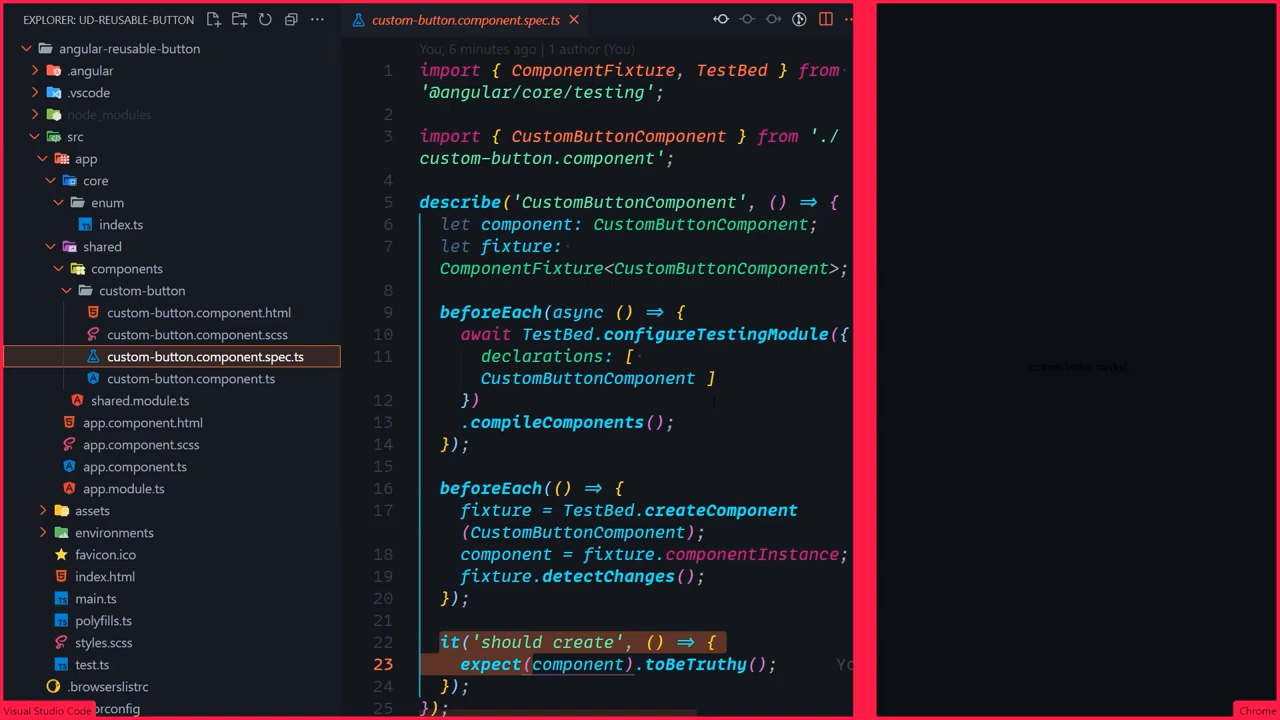 EXPLORER: UD-REUSABLE-BUTTON
angular-reusable-button
.angular
.vscode
node_modules
src
app
core
enum
index.ts
shared
components
custom-button
custom-button.component.html
custom-button.component.scss
custom-button.component.spec.ts
custom-button.component.ts
shared.module.ts
app.component.html
app.component.scss
app.component.ts
app.module.ts
assets
environments
favicon.ico
index.html
main.ts
polyfills.ts
styles.scss
test.ts
.browserslistrc
orconfig
Visual Studio Code
custom-button.component.spec.ts
You, 6 minutes ago | 1 author (You)
1 import { ComponentFixture, TestBed } from
'@angular/core/testing';
2
3 import { CustomButtonComponent } from './
custom-button.component';
4
5 describe('CustomButtonComponent', () => {
6 let component: CustomButtonComponent;
7 let fixture:
ComponentFixture<CustomButtonComponent>;
8
9 beforeEach(async () => {
10 await TestBed.configureTestingModule({
11 declarations: [
CustomButtonComponent ]
12 })
13 .compileComponents();
14 });
15
16 beforeEach(() => {
17 fixture = TestBed.createComponent
(CustomButtonComponent);
18 component = fixture.componentInstance;
19 fixture.detectChanges();
20 });
21
22 it('should create', () => {
23 expect(component).toBeTruthy(); Yo
24 });
25 });
Chrome